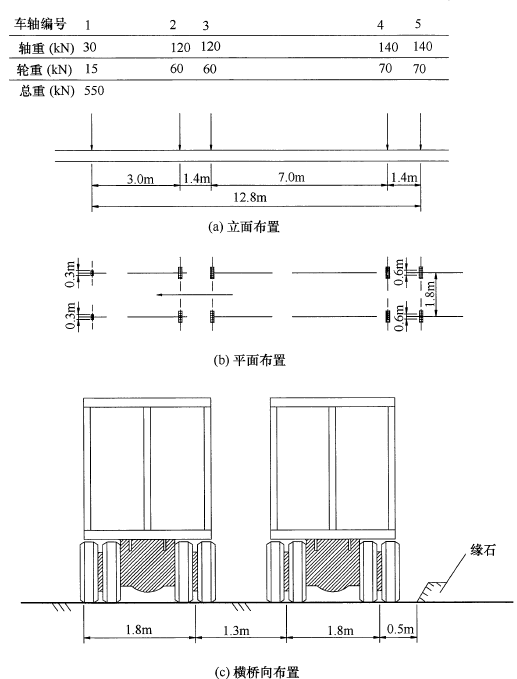 车轴编号 1 2 3 4 5
轴重 (kN) 30 120 120 140 140
轮重 (kN) 15 60 60 70 70
总重 (kN) 550
3.0m 1.4m 7.0m 1.4m
12.8m
(a) 立面布置
0.3m 0.6m
1.8m
0.3m 0.6m
(b) 平面布置
缘石
1.8m 1.3m 1.8m 0.5m
(c) 横桥向布置